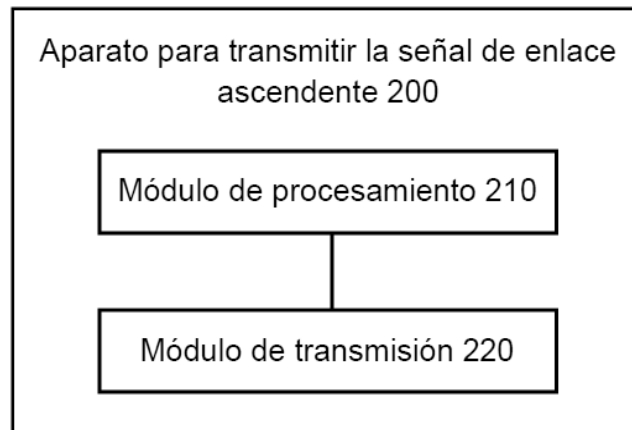 Aparato para transmitir la señal de enlace
ascendente 200
Módulo de procesamiento 210
Módulo de transmisión 220